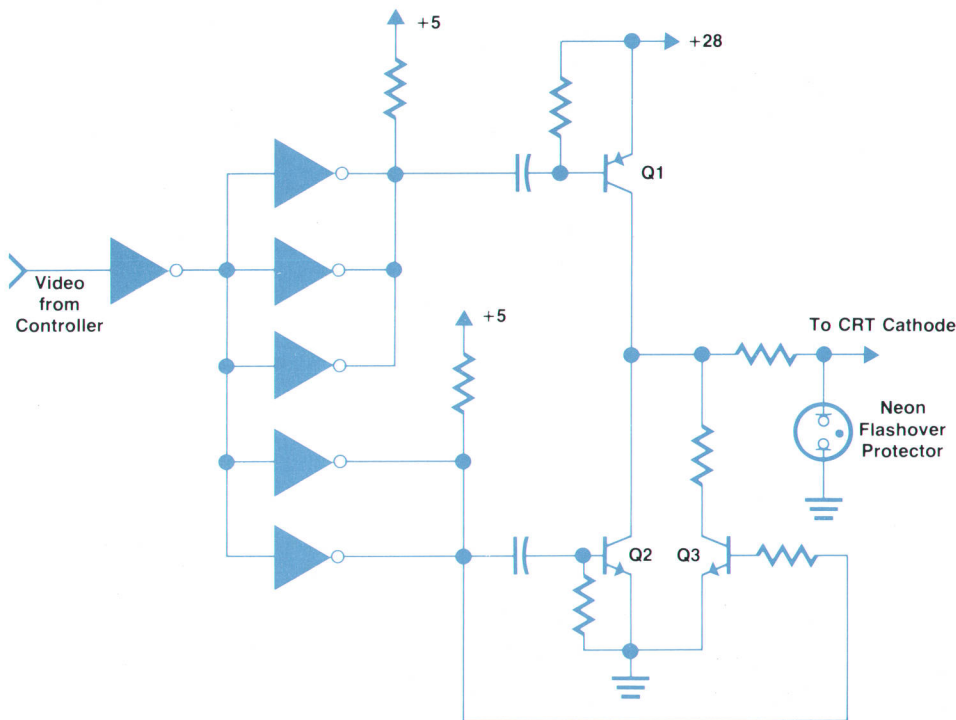 +5
+28
Q1
Video
from
Controller
+5
To CRT Cathode
Neon
Flashover
Protector
Q2
Q3